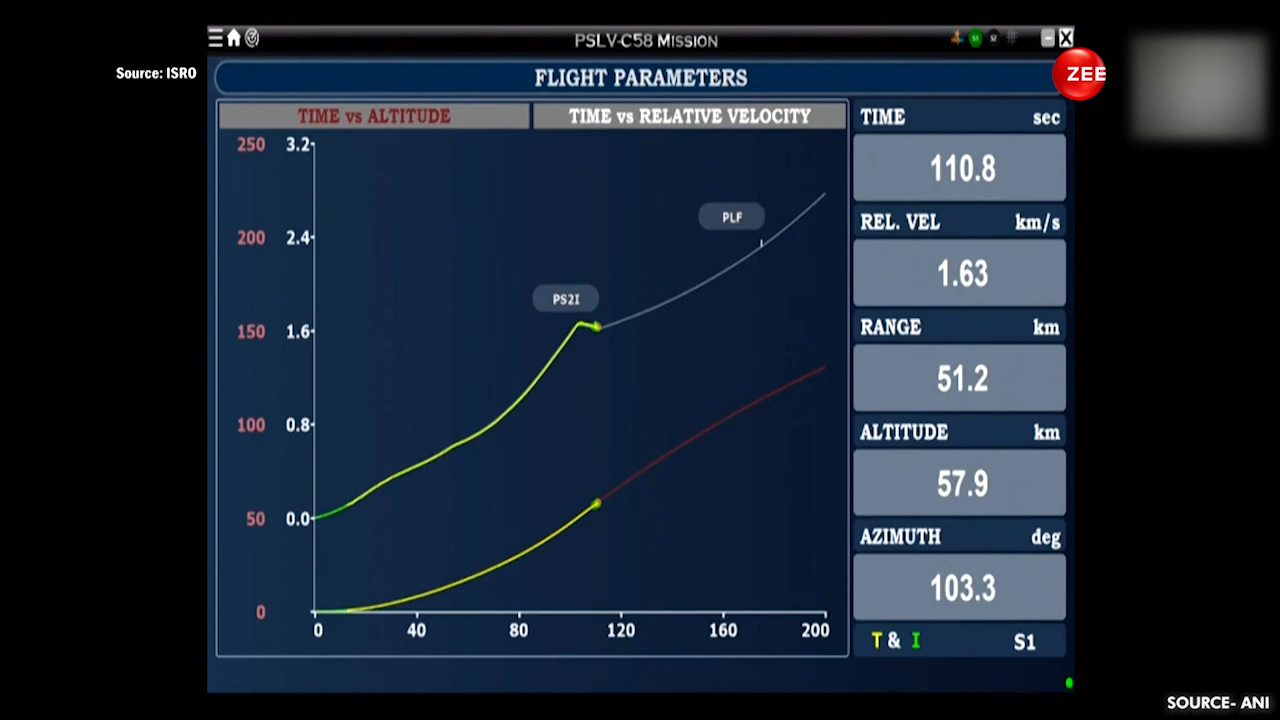 PSLV-C58 MISSION
Source: ISRO
FLIGHT PARAMETERS
ZEE
TIME vs ALTITUDE
TIME vs RELATIVE VELOCITY
250 3.2
200 2.4
150 1.6
100 0.8
50 0.0
0
PLF
PS2I
0 40 80 120 160 200
TIME sec
110.8
REL. VEL km/s
1.63
RANGE km
51.2
ALTITUDE km
57.9
AZIMUTH deg
103.3
T & I S1
SOURCE- ANI